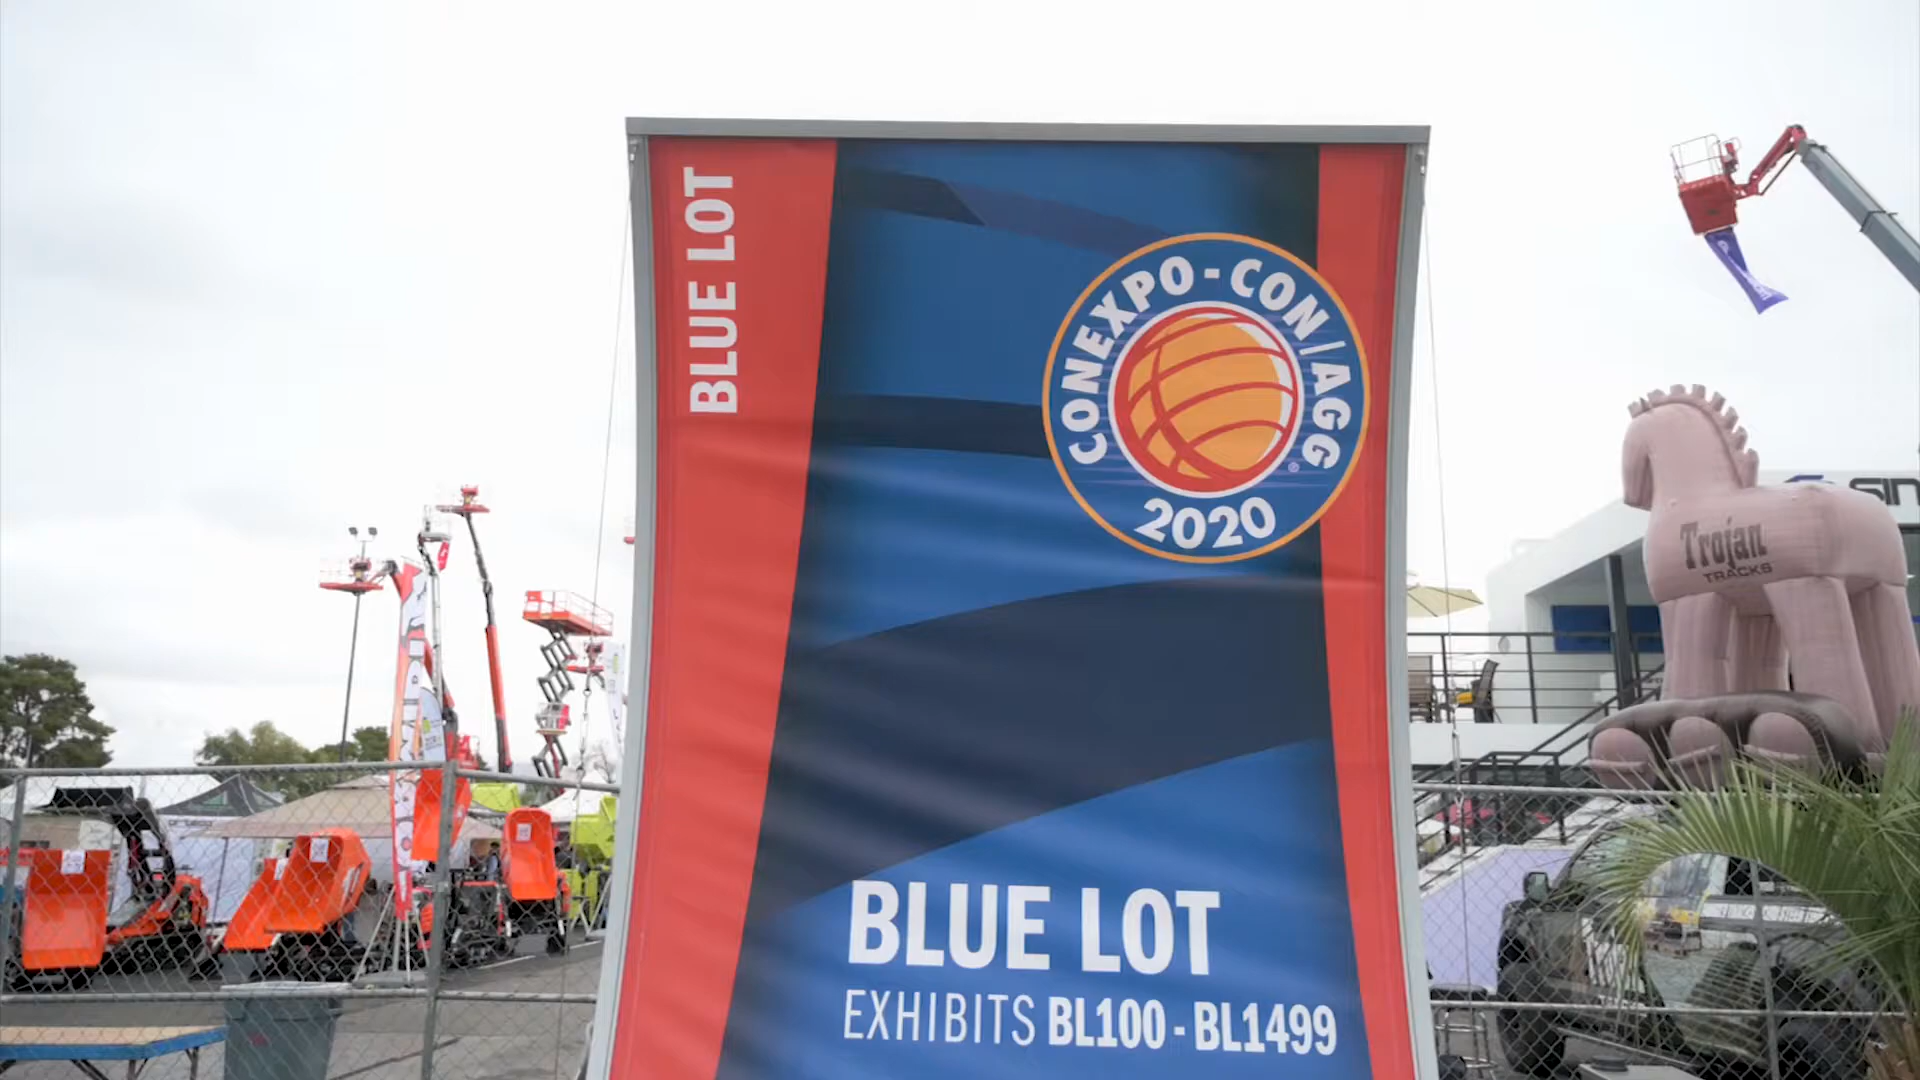 BLUE LOT
CONEXPO-CON/AGG
2020
Trojan
TRACKS
BLUE LOT
EXHIBITS BL100 - BL1499